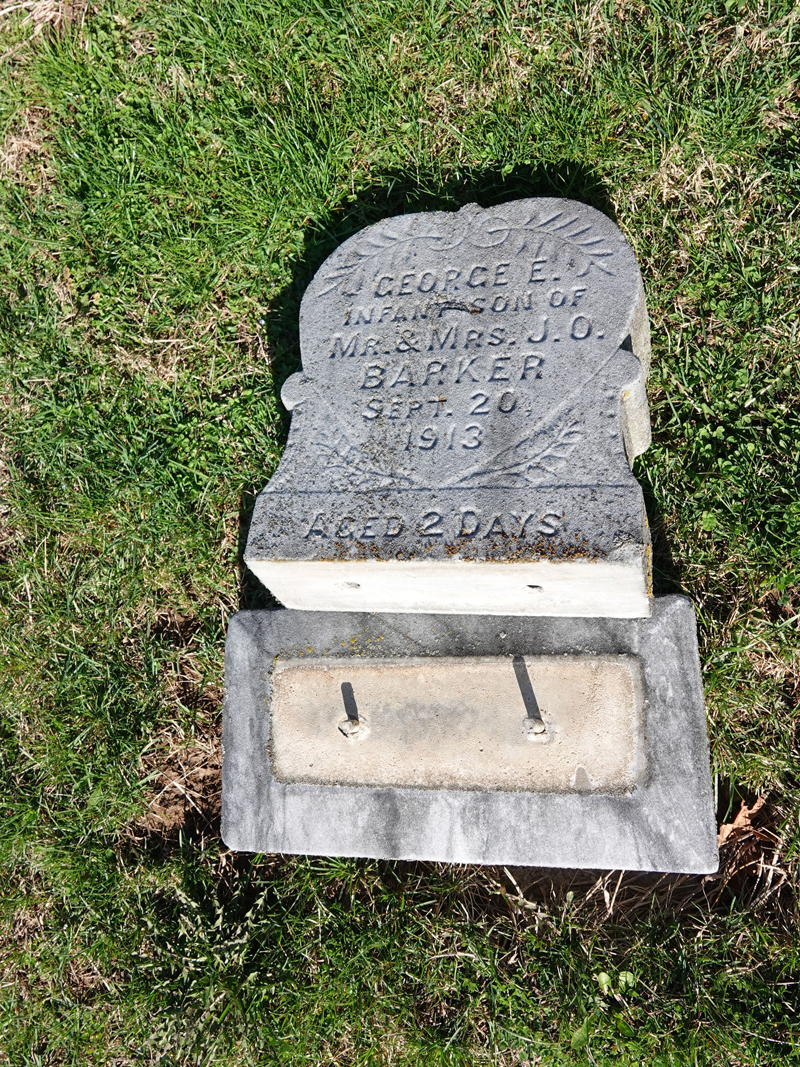 GEORGE E.
INFANT SON OF
MR. & MRS. J. O.
BARKER
SEPT. 20,
1913
AGED 2 DAYS.